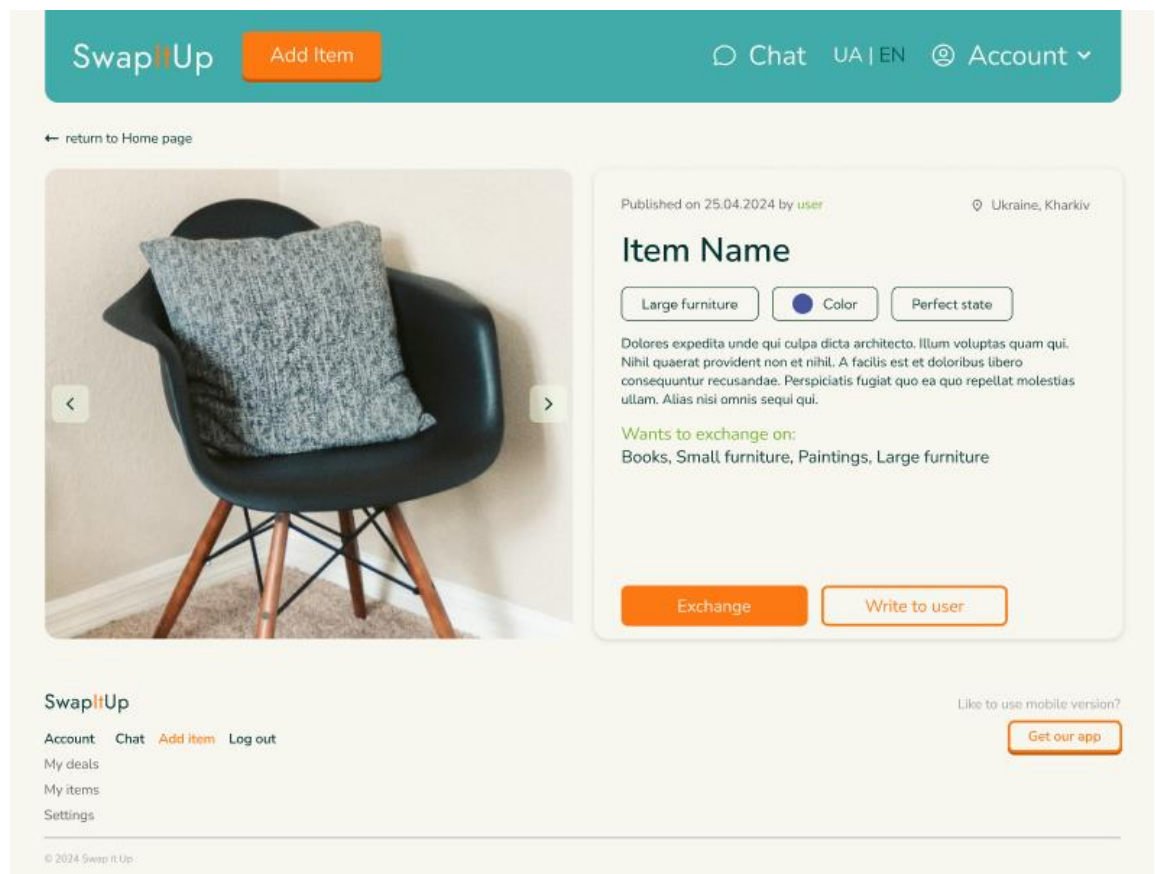 SwapItUp
Add Item
Chat
UA | EN
Account
← return to Home page
Published on 25.04.2024 by user
Ukraine, Kharkiv
Item Name
Large furniture
Color
Perfect state
Dolores expedita unde qui culpa dicta architecto. Illum voluptas quam qui.
Nihil quaerat provident non et nihil. A facilis est et doloribus libero
consequuntur recusandae. Perspiciatis fugiat quo ea quo repellat molestias
ullam. Alias nisi omnis sequi qui.
Wants to exchange on:
Books, Small furniture, Paintings, Large furniture
Exchange
Write to user
SwapItUp
Like to use mobile version?
Account Chat Add item Log out
Get our app
My deals
My items
Settings
© 2024 Swap It Up